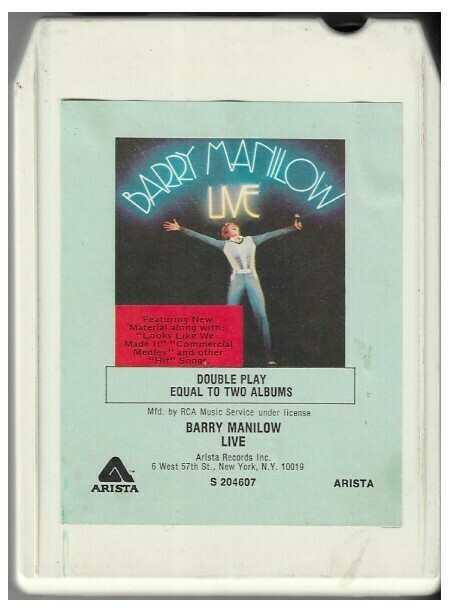 BARRY MANILOW
LIVE
Featuring New
Material along with:
"Looks Like We
Made It" "Commercial
Medley" and other
"Hit" Songs
DOUBLE PLAY
EQUAL TO TWO ALBUMS
Mfd. by RCA Music Service under license
BARRY MANILOW
LIVE
Arista Records Inc.
6 West 57th St., New York, N.Y. 10019
S 204607
ARISTA
ARISTA